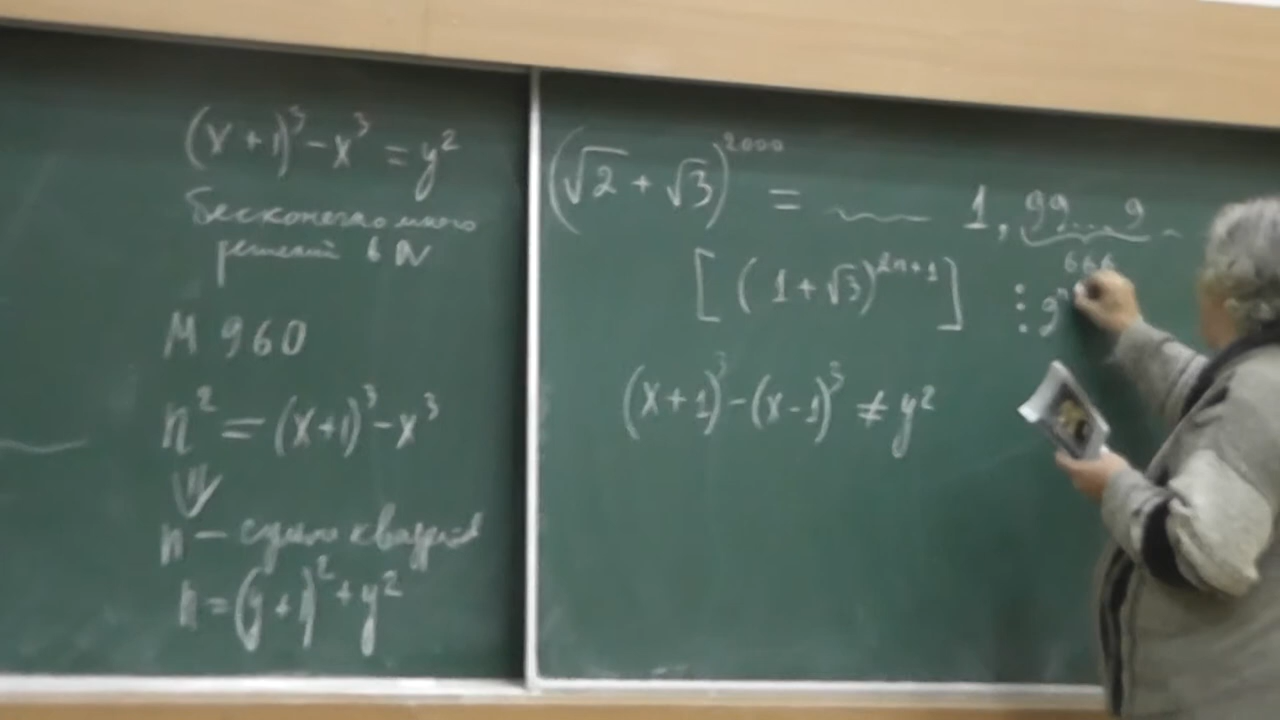 (x+1)³ - x³ = y²
бесконечно много
решений в N
M 960
n² = (x+1)³ - x³
⇓
n – сумма квадратов
n = (y+1)² + y²
(√2 + √3)²⁰⁰⁰ = 1,99...9
666
[(1+√3)²ⁿ⁺¹] ⋮
(x+1)³ - (x-1)³ ≠ y²